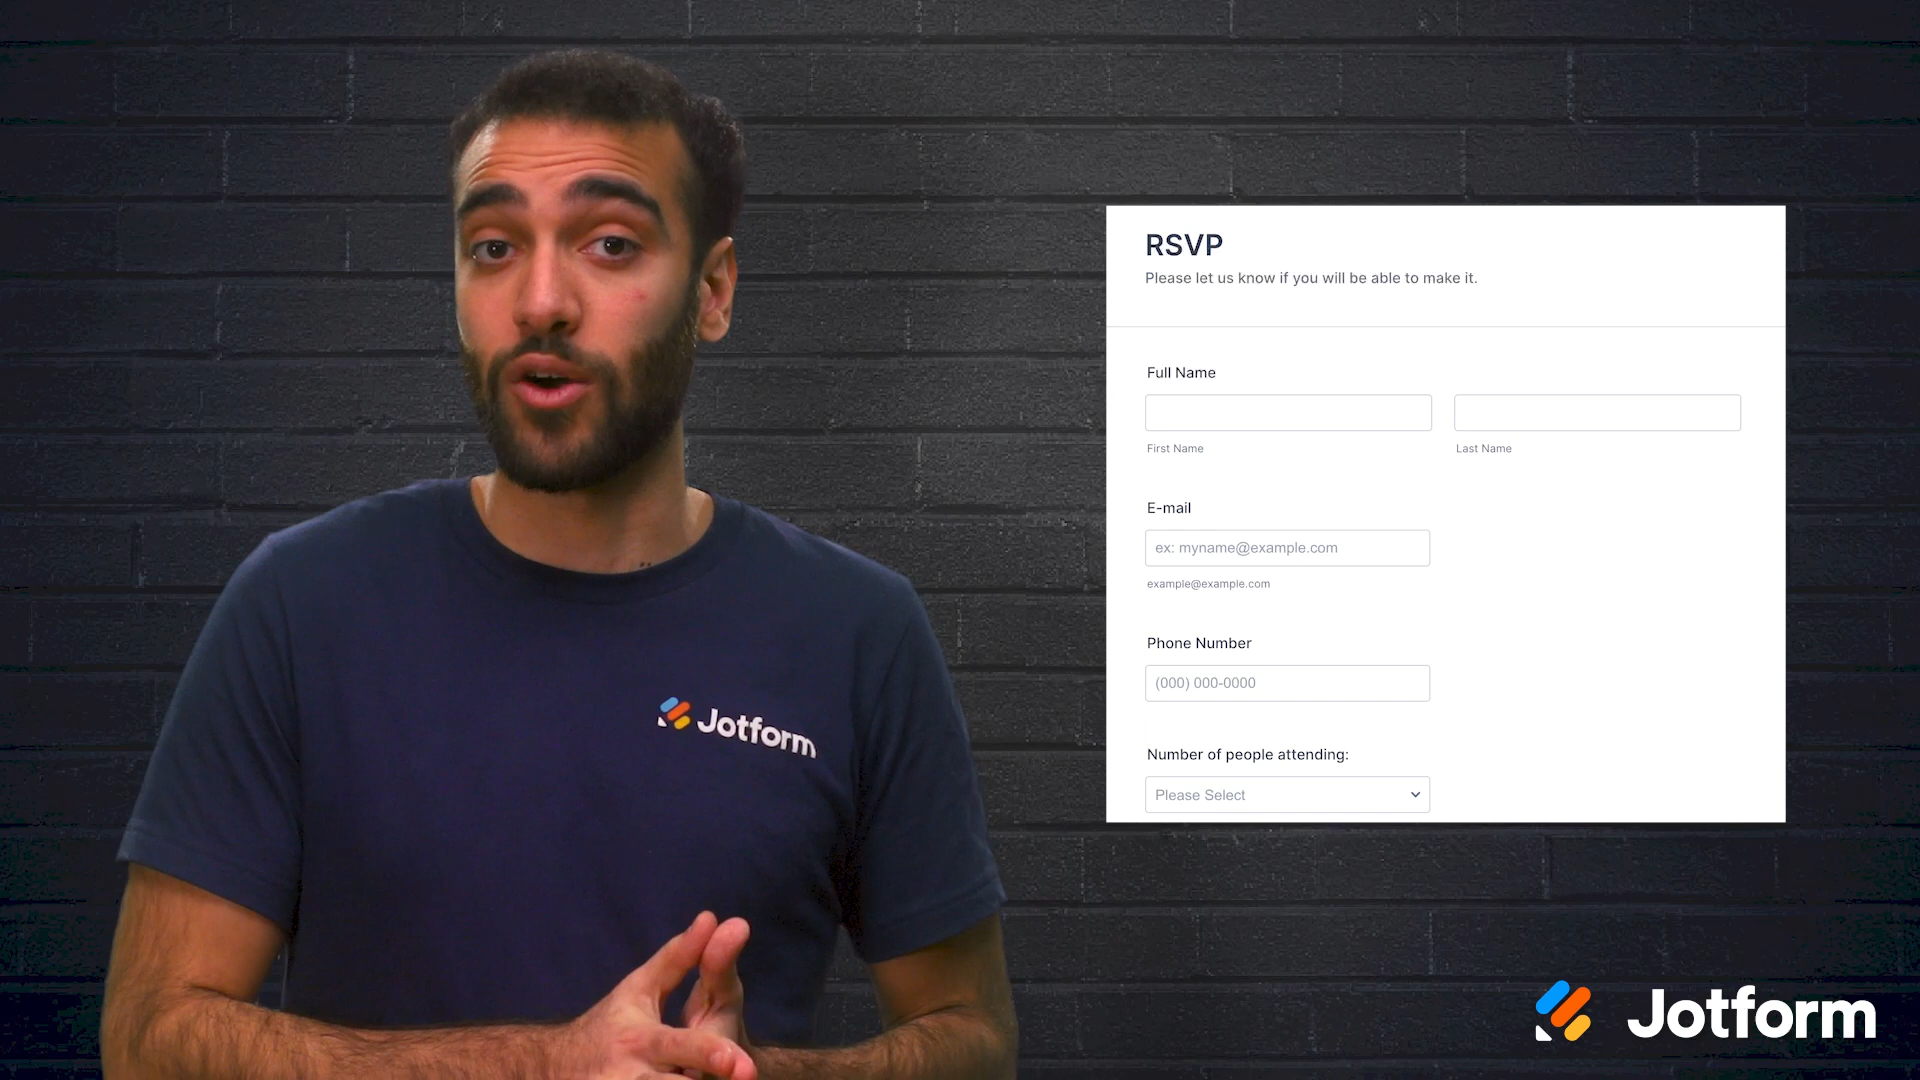 RSVP
Please let us know if you will be able to make it.
Full Name
First Name
Last Name
E-mail
ex: myname@example.com
example@example.com
Phone Number
(000) 000-0000
Number of people attending:
Please Select
Jotform
Jotform